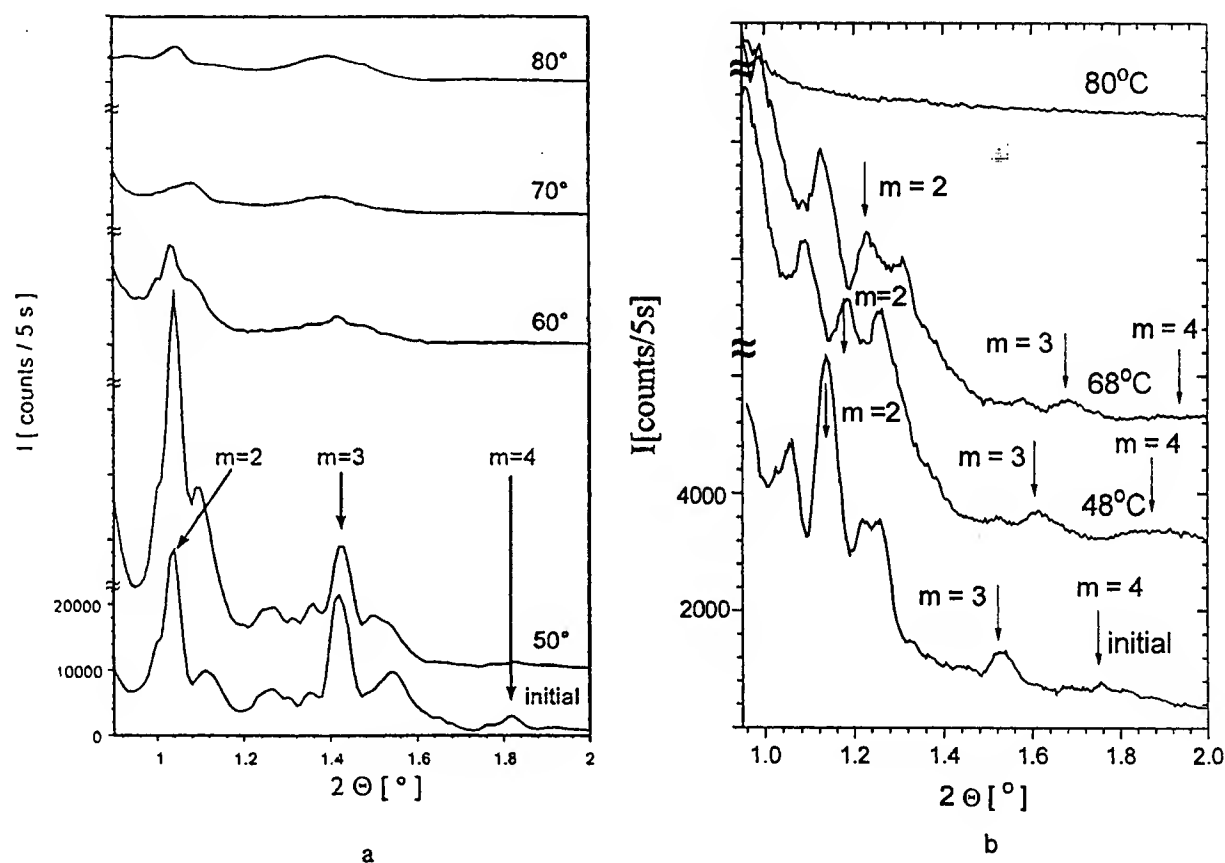 80°
70°
60°
m=2 m=3 m=4
50°
initial
20000
10000
0
1 1.2 1.4 1.6 1.8 2
2 Θ [ ° ]
I [ counts / 5 s ]
a
80°C
m = 2
m=2
m = 3
m = 4
68°C
m =2
m = 3
m = 4
48°C
m = 3
m = 4
initial
4000
2000
1.0 1.2 1.4 1.6 1.8 2.0
2 Θ [°]
I[counts/5s]
b